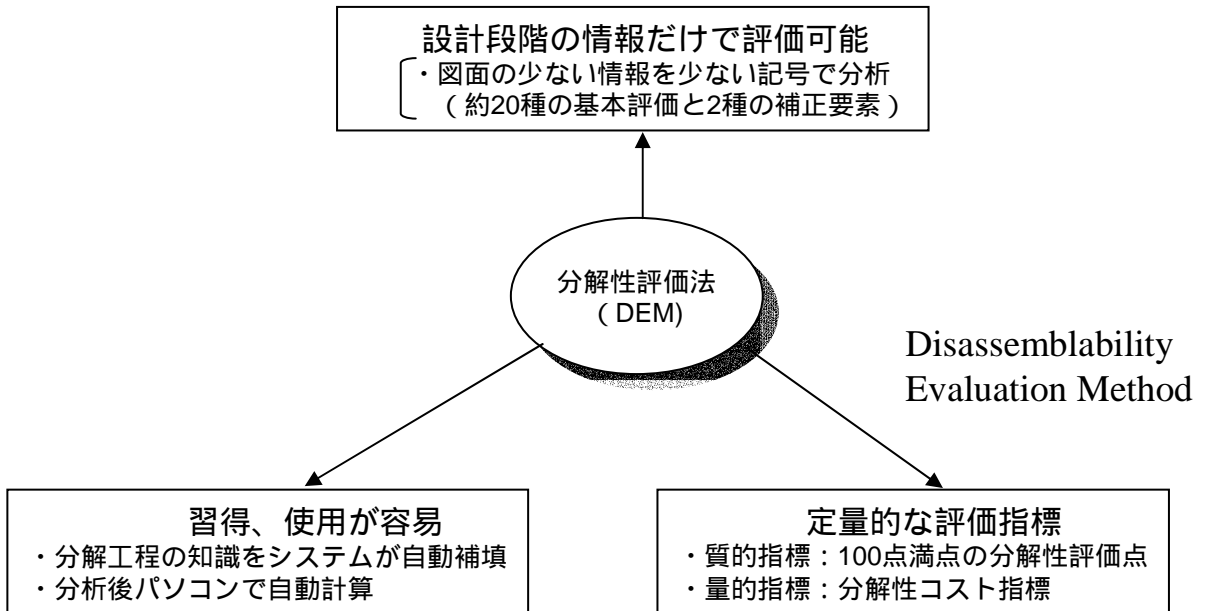 設計段階の情報だけで評価可能
・図面の少ない情報を少ない記号で分析
（約20種の基本評価と2種の補正要素）
分解性評価法
（DEM)
Disassemblability
Evaluation Method
習得、使用が容易
・分解工程の知識をシステムが自動補填
・分析後パソコンで自動計算
定量的な評価指標
・質的指標：100点満点の分解性評価点
・量的指標：分解性コスト指標